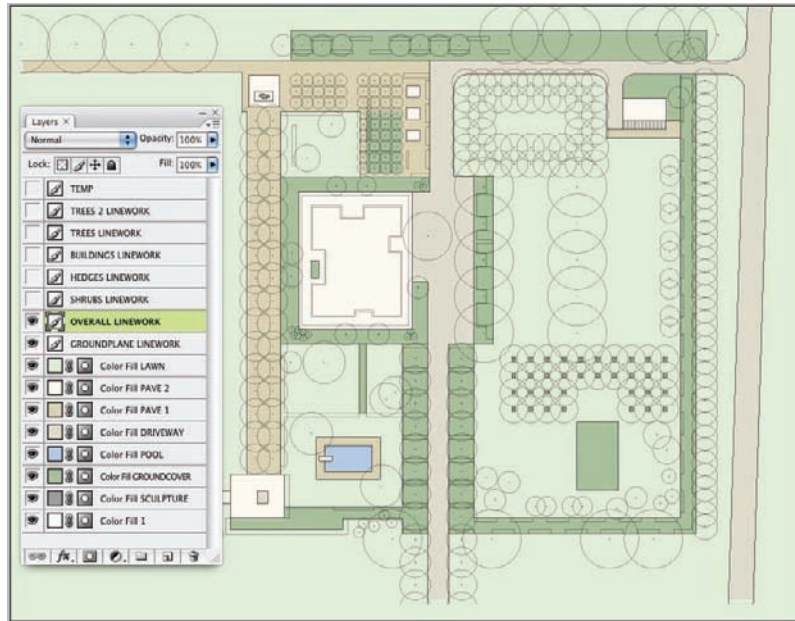 Layers ×
Normal Opacity: 100%
Lock: Fill: 100%
TEMP
TREES 2 LINEWORK
TREES LINEWORK
BUILDINGS LINEWORK
HEDGES LINEWORK
SHRUBS LINEWORK
OVERALL LINEWORK
GROUNDPLANE LINEWORK
Color Fill LAWN
Color Fill PAVE 2
Color Fill PAVE 1
Color Fill DRIVEWAY
Color Fill POOL
Color Fill GROUNDCOVER
Color Fill SCULPTURE
Color Fill 1
fx.